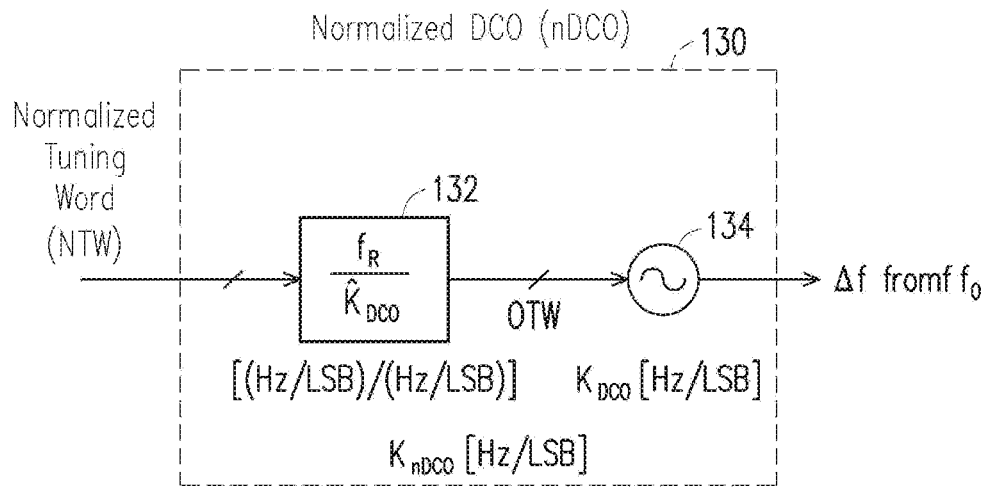 Normalized DCO (nDCO)
130
Normalized
Tuning
Word
(NTW)
132
f_R
K̂_DCO
OTW
134
Δf fromf f_0
[(Hz/LSB)/(Hz/LSB)]
K_DCO [Hz/LSB]
K_nDCO [Hz/LSB]